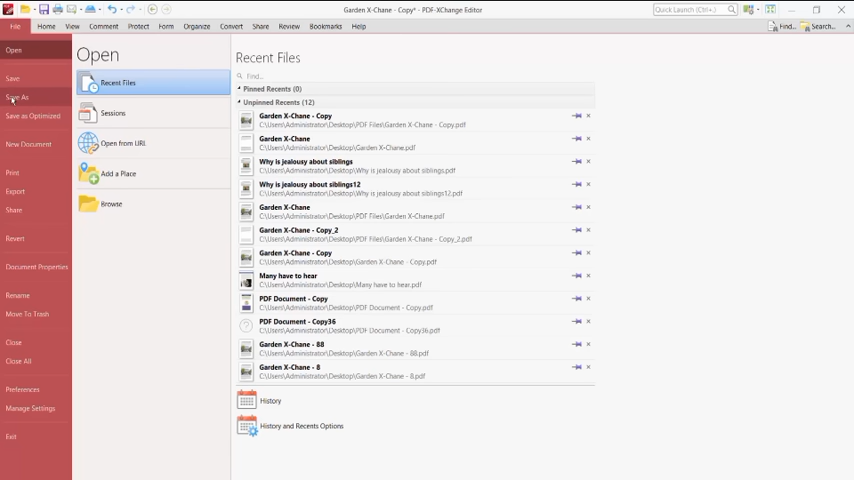 Garden X-Chane - Copy* - PDF-XChange Editor
Quick Launch (Ctrl+.)
File Home View Comment Protect Form Organize Convert Share Review Bookmarks Help
Find... Search...
Open
Save
Save As
Save as Optimized
New Document
Print
Export
Share
Revert
Document Properties
Rename
Move To Trash
Close
Close All
Preferences
Manage Settings
Exit
Open
Recent Files
Sessions
Open from URL
Add a Place
Browse
Recent Files
Find...
Pinned Recents (0)
Unpinned Recents (12)
Garden X-Chane - Copy
C:\Users\Administrator\Desktop\PDF Files\Garden X-Chane - Copy.pdf
Garden X-Chane
C:\Users\Administrator\Desktop\Garden X-Chane.pdf
Why is jealousy about siblings
C:\Users\Administrator\Desktop\Why is jealousy about siblings.pdf
Why is jealousy about siblings12
C:\Users\Administrator\Desktop\Why is jealousy about siblings12.pdf
Garden X-Chane
C:\Users\Administrator\Desktop\PDF Files\Garden X-Chane.pdf
Garden X-Chane - Copy_2
C:\Users\Administrator\Desktop\PDF Files\Garden X-Chane - Copy_2.pdf
Garden X-Chane - Copy
C:\Users\Administrator\Desktop\Garden X-Chane - Copy.pdf
Many have to hear
C:\Users\Administrator\Desktop\Many have to hear.pdf
PDF Document - Copy
C:\Users\Administrator\Desktop\PDF Document - Copy.pdf
PDF Document - Copy36
C:\Users\Administrator\Desktop\PDF Document - Copy36.pdf
Garden X-Chane - 88
C:\Users\Administrator\Desktop\Garden X-Chane - 88.pdf
Garden X-Chane - 8
C:\Users\Administrator\Desktop\Garden X-Chane - 8.pdf
History
History and Recents Options